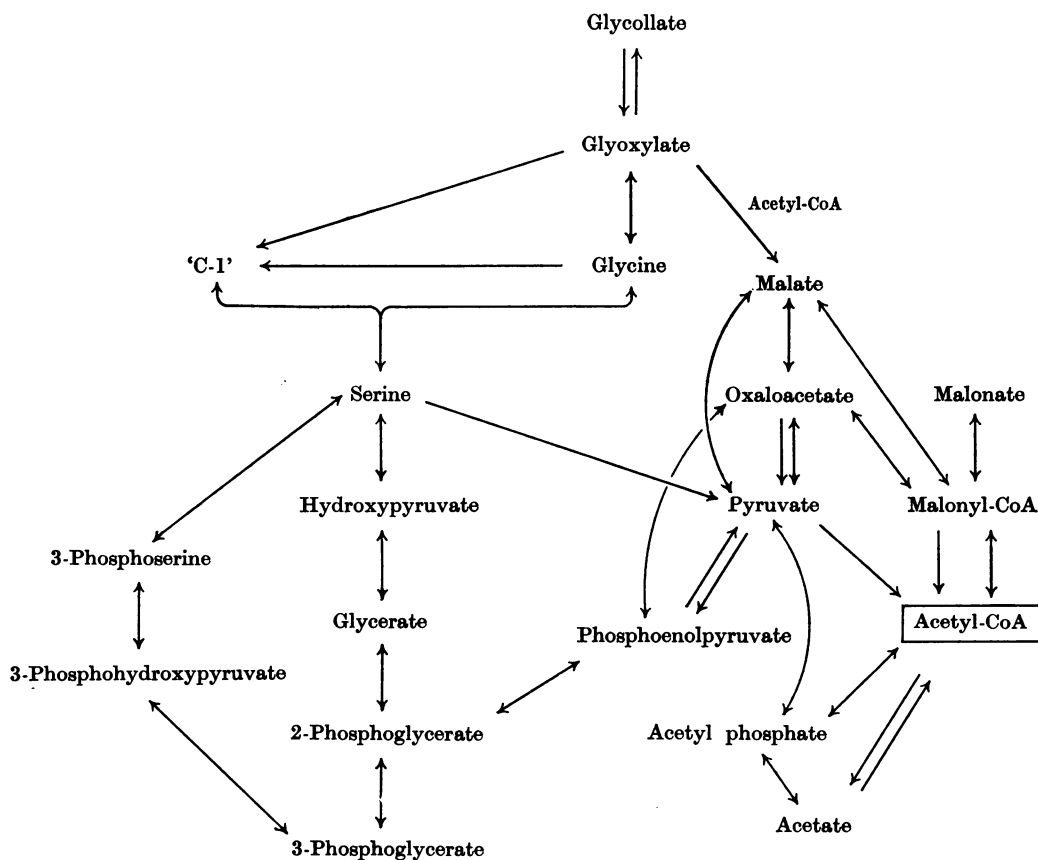 Glycollate
Glyoxylate
Acetyl-CoA
‘C-1’
Glycine
Malate
Serine
Oxaloacetate
Malonate
Hydroxypyruvate
Pyruvate
Malonyl-CoA
3-Phosphoserine
Glycerate
Phosphoenolpyruvate
Acetyl-CoA
3-Phosphohydroxypyruvate
2-Phosphoglycerate
Acetyl phosphate
Acetate
3-Phosphoglycerate